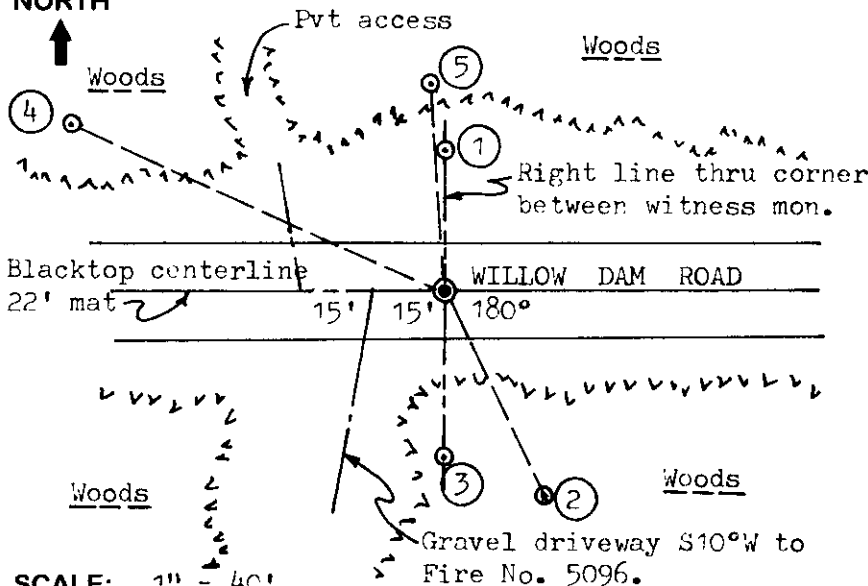 NORTH
Pvt access
Woods
Woods
5
4
1
Right line thru corner
between witness mon.
Blacktop centerline
22' mat
WILLOW DAM ROAD
15' 15' 180°
Woods
3
2
Woods
Gravel driveway S10°W to
Fire No. 5096.
SCALE: 1" = 40'